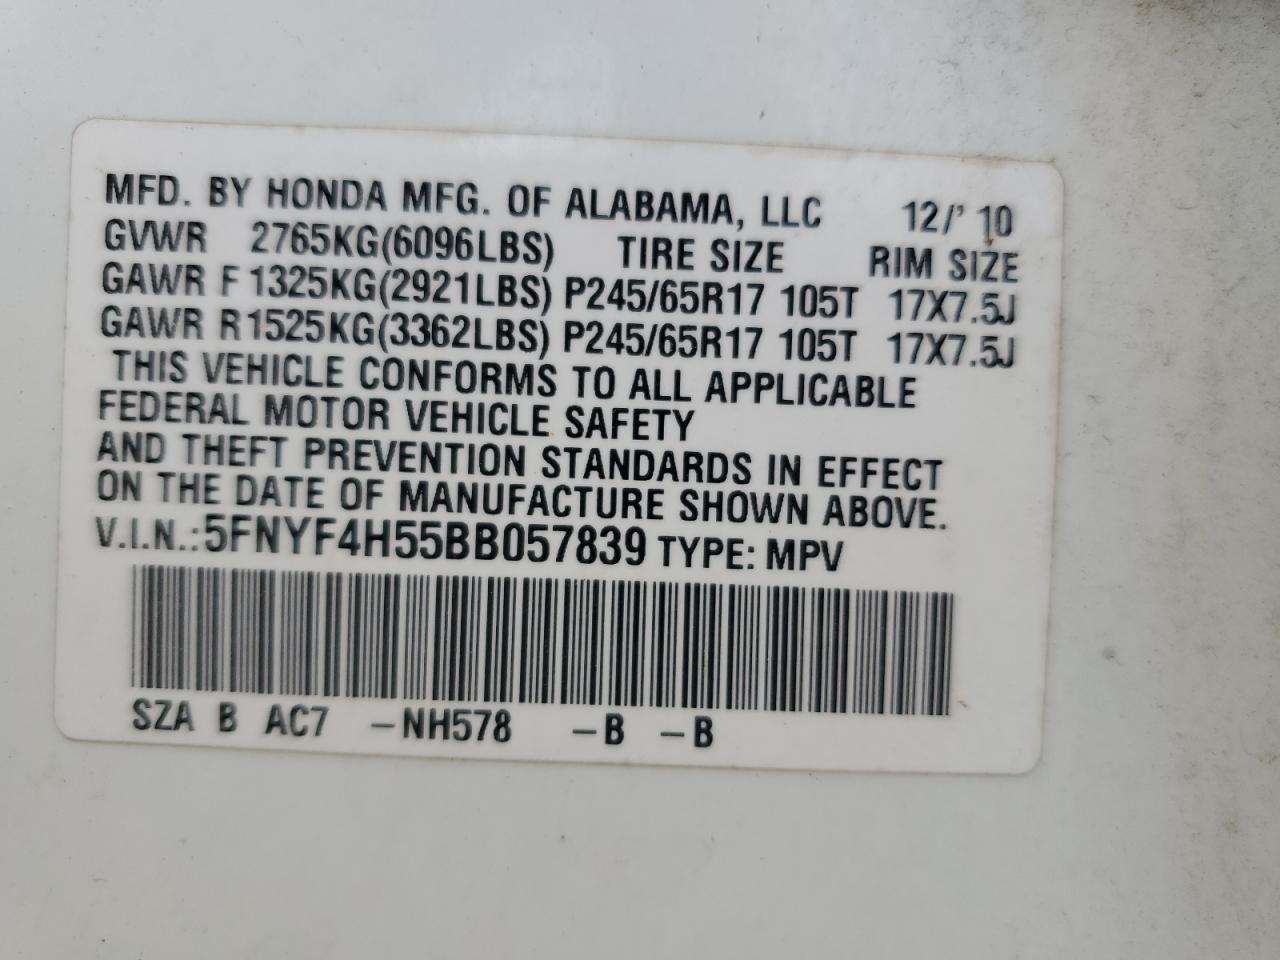 MFD. BY HONDA MFG. OF ALABAMA, LLC 12/' 10
GVWR 2765KG(6096LBS) TIRE SIZE RIM SIZE
GAWR F 1325KG(2921LBS) P245/65R17 105T 17X7.5J
GAWR R 1525KG(3362LBS) P245/65R17 105T 17X7.5J
THIS VEHICLE CONFORMS TO ALL APPLICABLE
FEDERAL MOTOR VEHICLE SAFETY
AND THEFT PREVENTION STANDARDS IN EFFECT
ON THE DATE OF MANUFACTURE SHOWN ABOVE.
V.I.N.:5FNYF4H55BB057839 TYPE: MPV
SZA B AC7 -NH578 -B -B